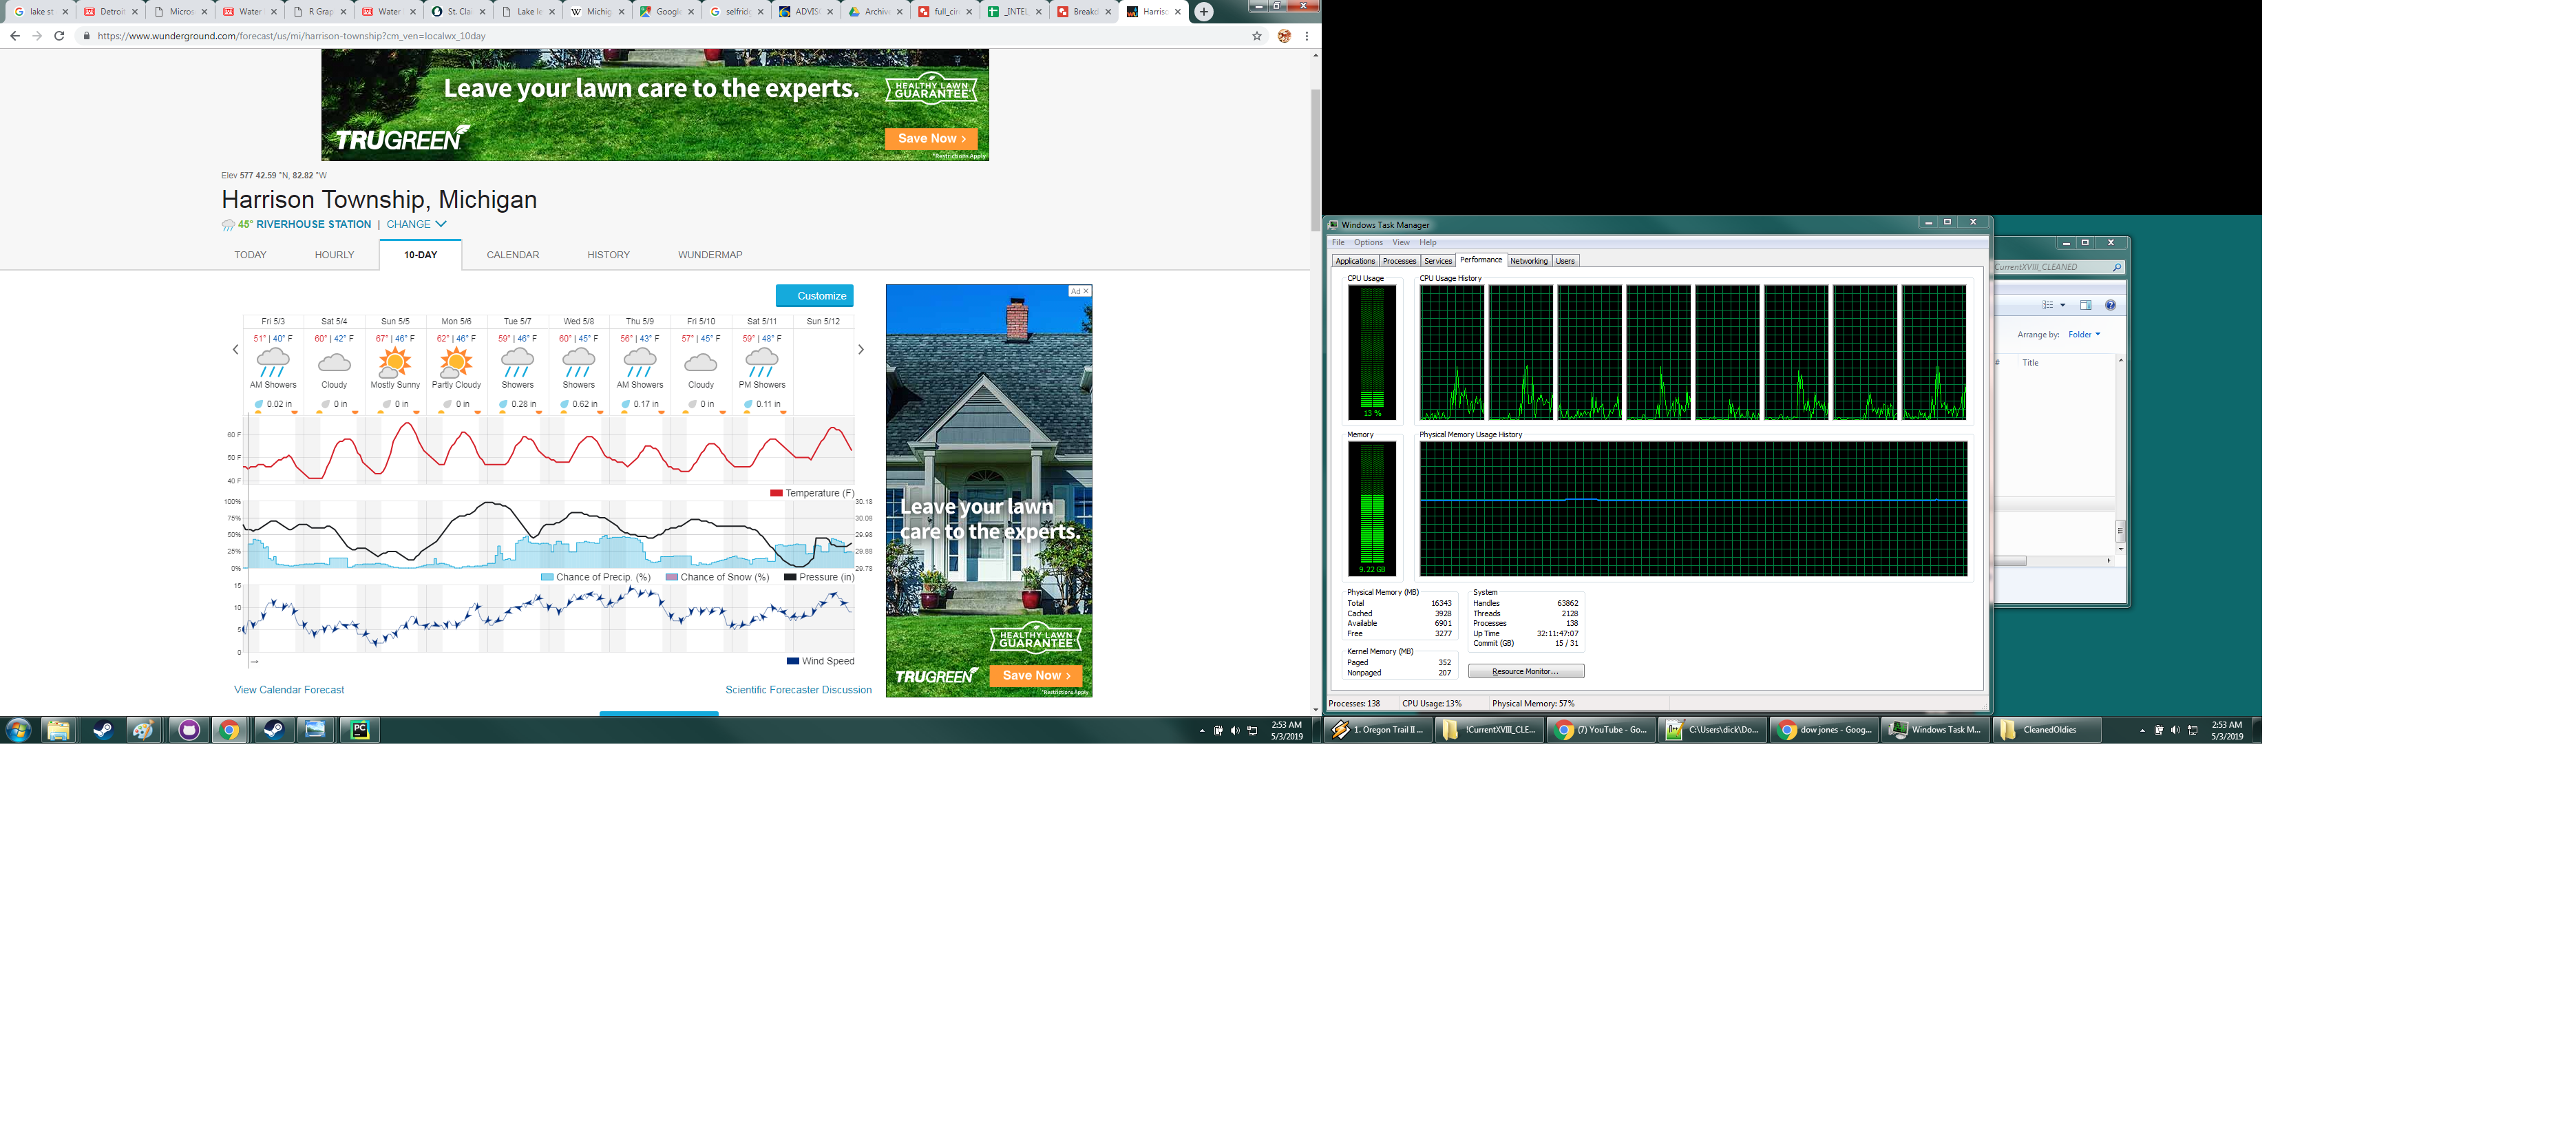 lake st
Detroi
Micros
Water
R Grap
Water
St. Clai
Lake le
Michig
Google
selfridg
ADVIS
Archive
full_circ
_INTEL
Breakd
Harriso
https://www.wunderground.com/forecast/us/mi/harrison-township?cm_ven=localwx_10day
Leave your lawn care to the experts.
HEALTHY LAWN GUARANTEE
TRUGREEN
Save Now >
*Restrictions Apply
Elev 577 42.59 °N, 82.82 °W
Harrison Township, Michigan
45° RIVERHOUSE STATION | CHANGE
TODAY HOURLY 10-DAY CALENDAR HISTORY WUNDERMAP
Customize
Fri 5/3 Sat 5/4 Sun 5/5 Mon 5/6 Tue 5/7 Wed 5/8 Thu 5/9 Fri 5/10 Sat 5/11 Sun 5/12
51° | 40° F 60° | 42° F 67° | 46° F 62° | 46° F 59° | 46° F 60° | 45° F 56° | 43° F 57° | 45° F 59° | 48° F
AM Showers Cloudy Mostly Sunny Partly Cloudy Showers Showers AM Showers Cloudy PM Showers
0.02 in 0 in 0 in 0 in 0.28 in 0.62 in 0.17 in 0 in 0.11 in
60 F
50 F
40 F
Temperature (F)
100% 30.18
75% 30.08
50% 29.98
25% 29.88
0% 29.78
Chance of Precip. (%) Chance of Snow (%) Pressure (in)
15
10
5
0
Wind Speed
View Calendar Forecast Scientific Forecaster Discussion
Ad
Leave your lawn
care to the experts.
HEALTHY LAWN
GUARANTEE
TRUGREEN
Save Now >
*Restrictions Apply
2:53 AM
5/3/2019
Windows Task Manager
File Options View Help
Applications Processes Services Performance Networking Users
CPU Usage CPU Usage History
13 %
Memory Physical Memory Usage History
9.22 GB
Physical Memory (MB)
Total 16343
Cached 3928
Available 6901
Free 3277
Kernel Memory (MB)
Paged 352
Nonpaged 207
System
Handles 63862
Threads 2128
Processes 138
Up Time 32:11:47:07
Commit (GB) 15 / 31
Resource Monitor...
Processes: 138 CPU Usage: 13% Physical Memory: 57%
CurrentXVIII_CLEANED
Arrange by: Folder
# Title
1. Oregon Trail II ...
!CurrentXVIII_CLE...
(7) YouTube - Go...
C:\Users\dick\Do...
dow jones - Goog...
Windows Task M...
CleanedOldies
2:53 AM
5/3/2019